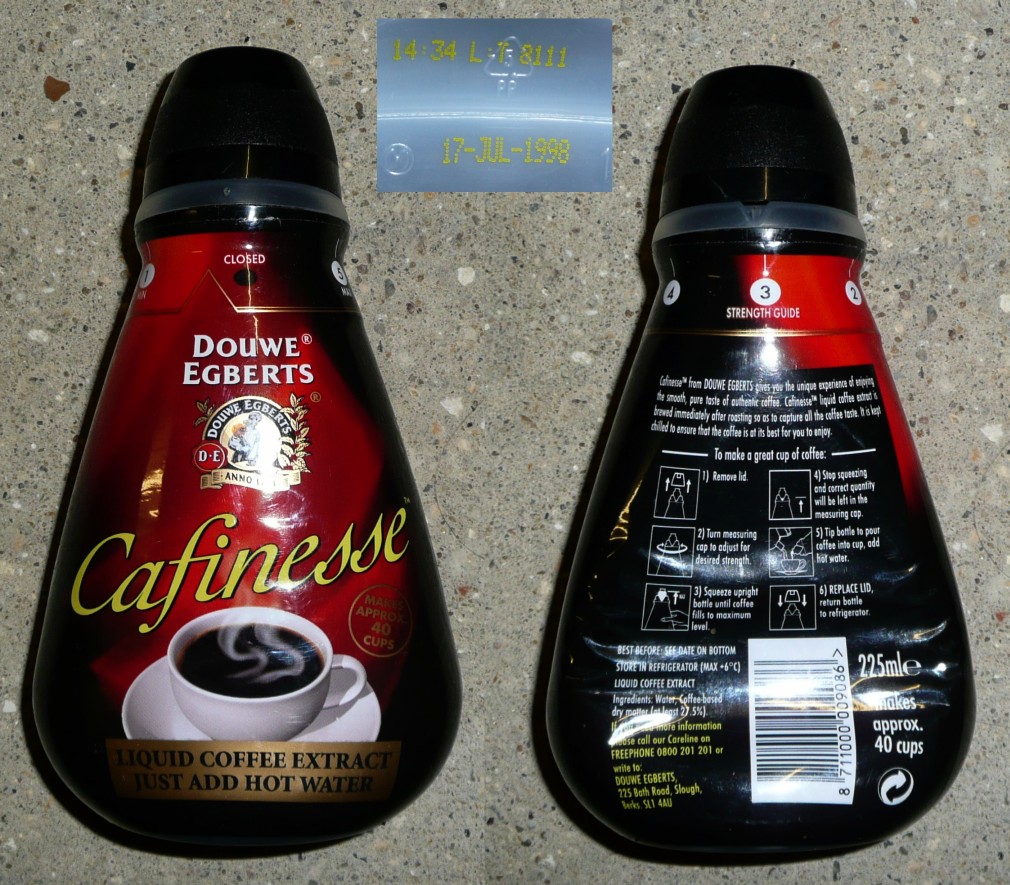 14:34 L:T 8111
PP
17-JUL-1998
CLOSED
1
MIN
5
DOUWE®
EGBERTS
®
DOUWE EGBERTS
D·E
ANNO
Cafinesse™
MAKES
APPROX.
40
CUPS
LIQUID COFFEE EXTRACT
JUST ADD HOT WATER
4
3
2
STRENGTH GUIDE
Cafinesse™ from DOUWE EGBERTS gives you the unique experience of enjoying
the smooth, pure taste of authentic coffee. Cafinesse™ liquid coffee extract is
brewed immediately after roasting so as to capture all the coffee taste. It is kept
chilled to ensure that the coffee is at its best for you to enjoy.
To make a great cup of coffee:
1) Remove lid.
2) Turn measuring
cap to adjust for
desired strength.
3) Squeeze upright
bottle until coffee
fills to maximum
level.
4) Stop squeezing
and correct quantity
will be left in the
measuring cap.
5) Tip bottle to pour
coffee into cup, add
hot water.
6) REPLACE LID,
return bottle
to refrigerator.
BEST BEFORE: SEE DATE ON BOTTOM
STORE IN REFRIGERATOR (MAX +6°C)
LIQUID COFFEE EXTRACT
Ingredients: Water, Coffee-based
dry matter (at least 27.5%).
more information
please call our Careline on
FREEPHONE 0800 201 201 or
write to:
DOUWE EGBERTS,
225 Bath Road, Slough,
Berks. SL1 4AU
8 711000 009086 >
225ml e
makes
approx.
40 cups